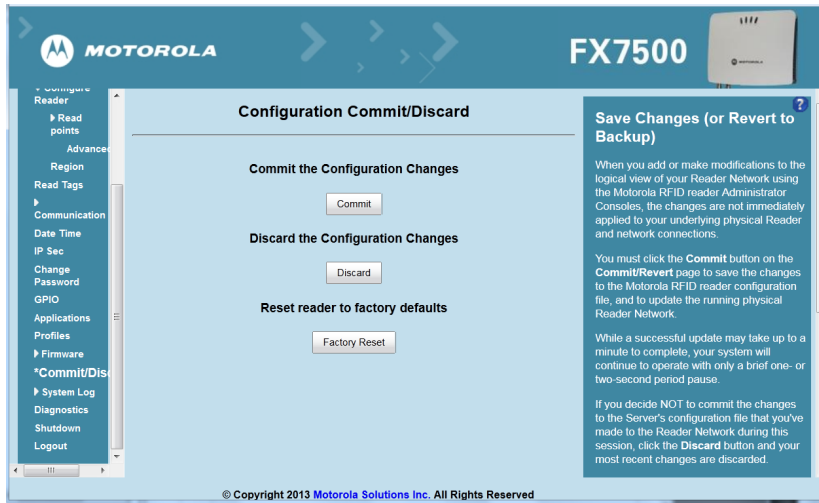 MOTOROLA
FX7500
MOTOROLA
Configure
Reader
Read
points
Advanced
Region
Read Tags
Communication
Date Time
IP Sec
Change
Password
GPIO
Applications
Profiles
Firmware
*Commit/Disc
System Log
Diagnostics
Shutdown
Logout
Configuration Commit/Discard
Commit the Configuration Changes
Commit
Discard the Configuration Changes
Discard
Reset reader to factory defaults
Factory Reset
?
Save Changes (or Revert to
Backup)
When you add or make modifications to the
logical view of your Reader Network using
the Motorola RFID reader Administrator
Consoles, the changes are not immediately
applied to your underlying physical Reader
and network connections.
You must click the Commit button on the
Commit/Revert page to save the changes
to the Motorola RFID reader configuration
file, and to update the running physical
Reader Network.
While a successful update may take up to a
minute to complete, your system will
continue to operate with only a brief one- or
two-second period pause.
If you decide NOT to commit the changes
to the Server's configuration file that you've
made to the Reader Network during this
session, click the Discard button and your
most recent changes are discarded.
© Copyright 2013 Motorola Solutions Inc. All Rights Reserved